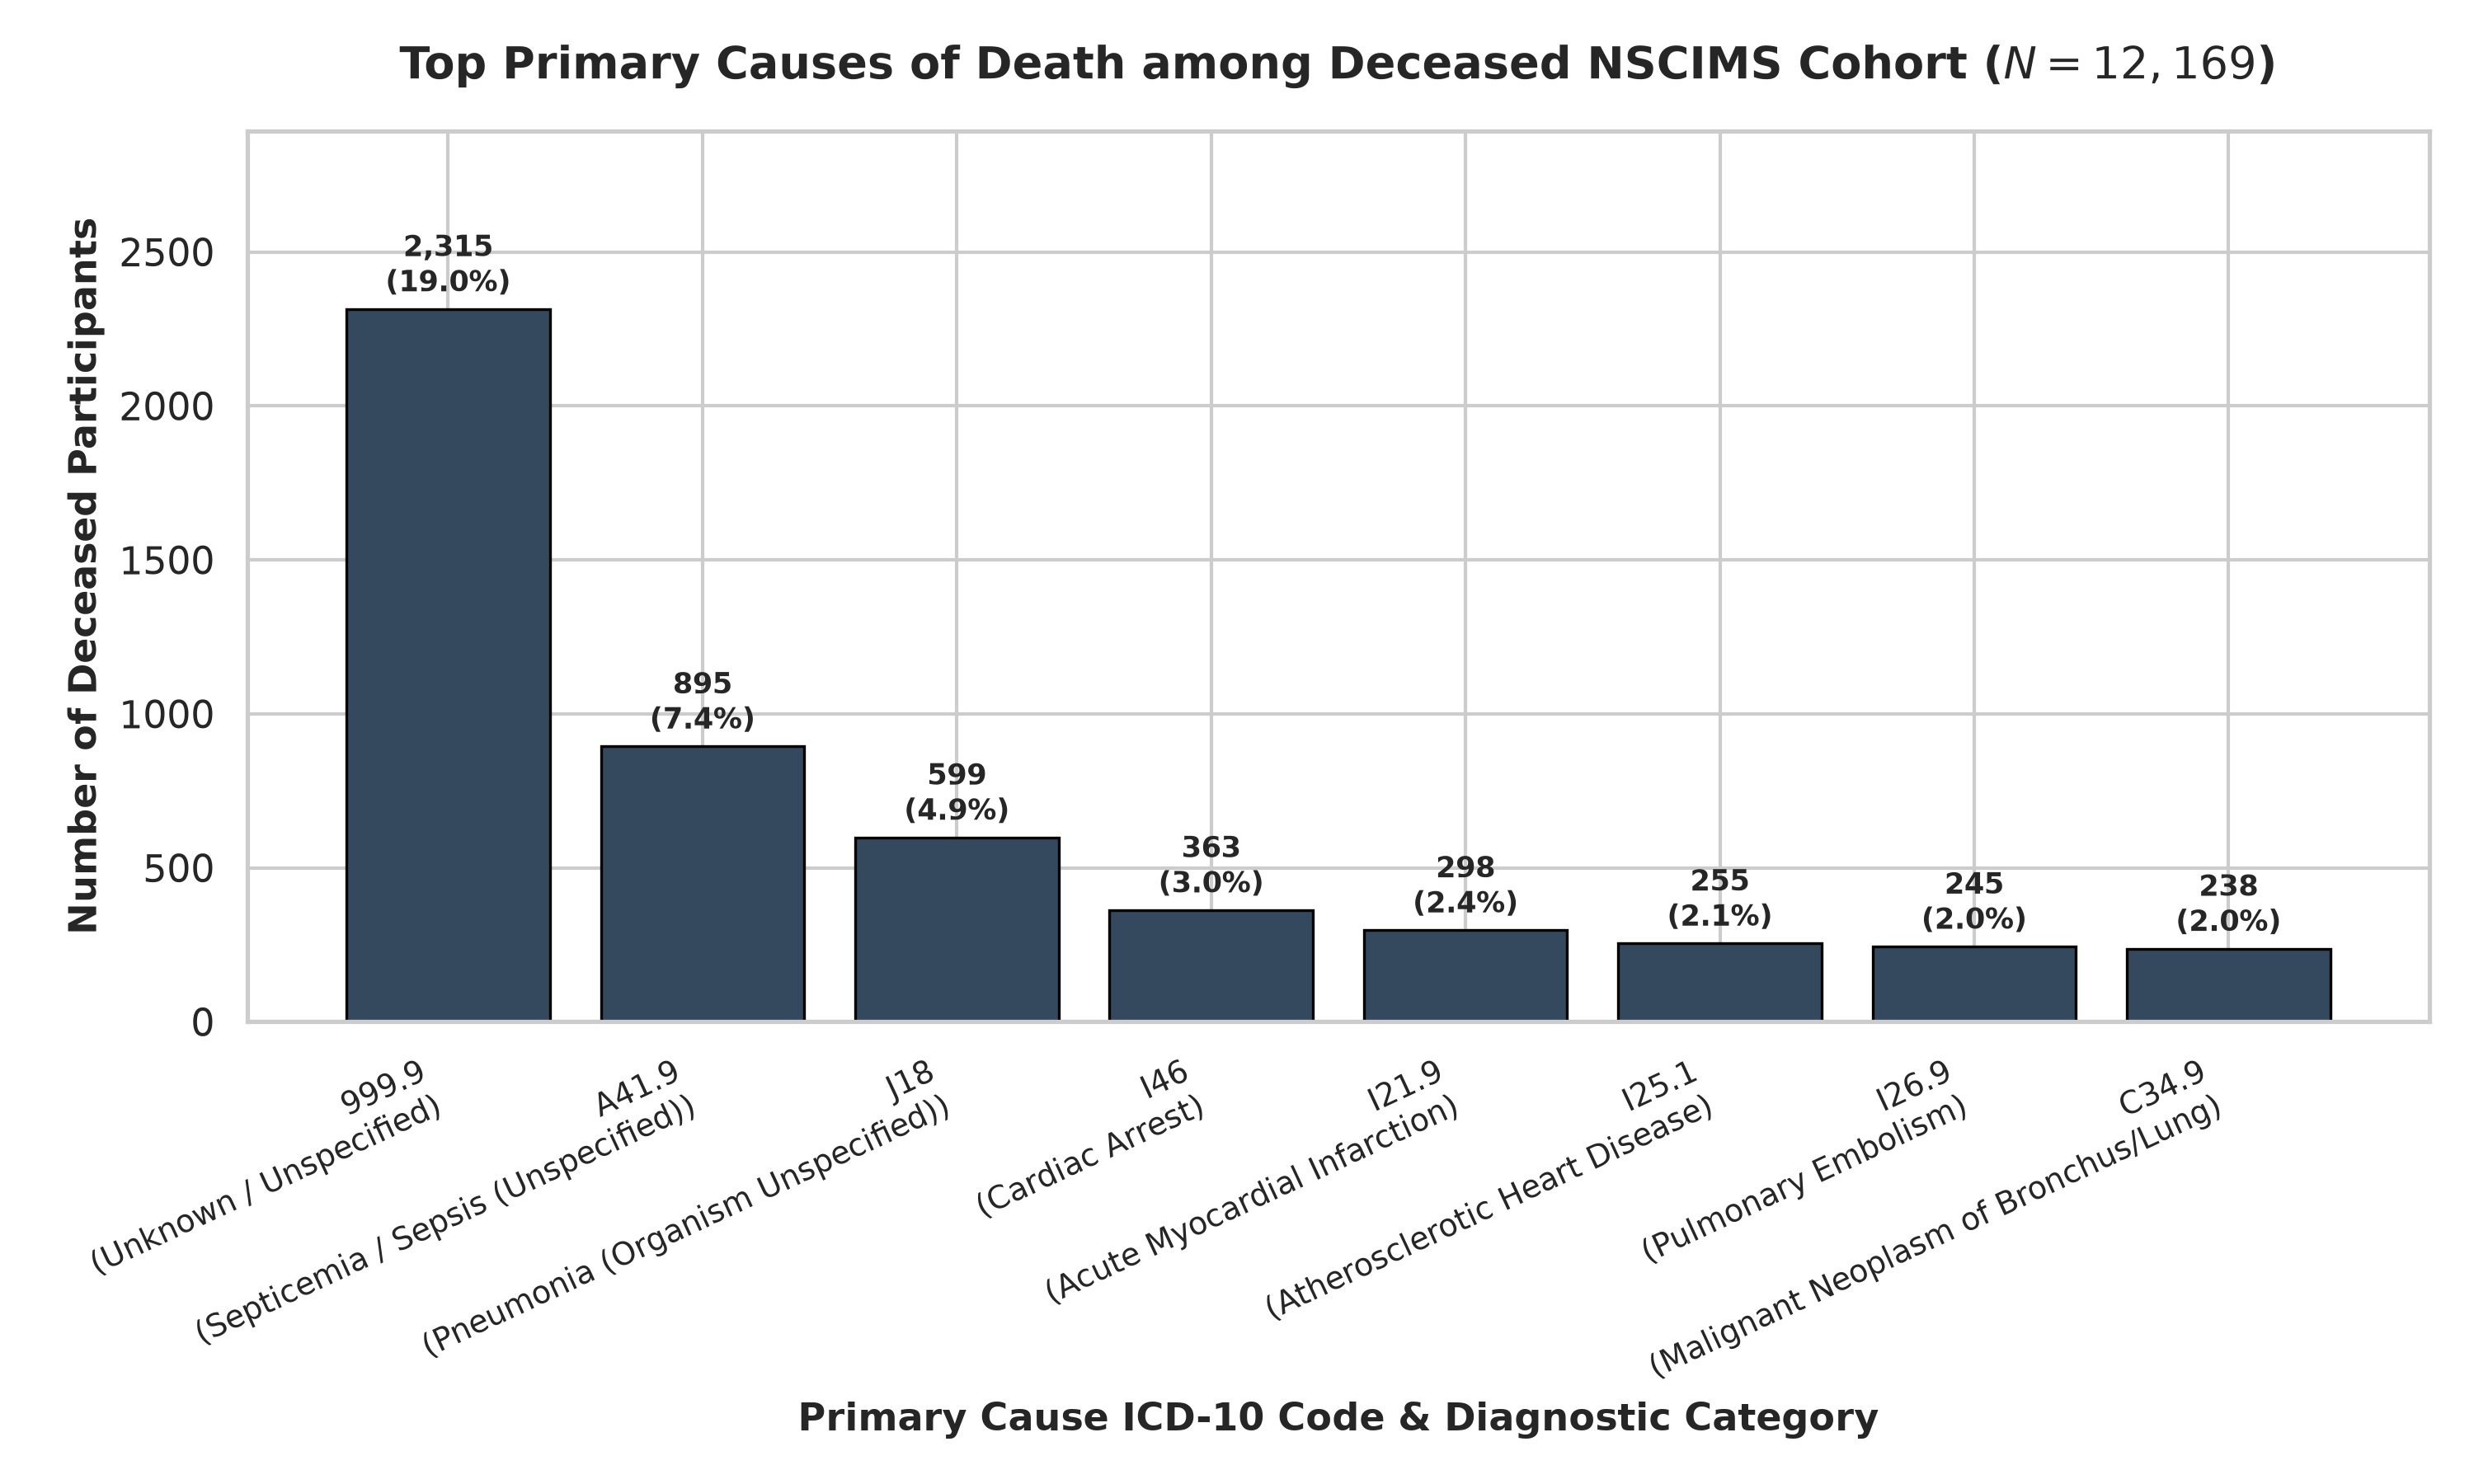 Top Primary Causes of Death among Deceased NSCIMS Cohort (N = 12, 169)
Number of Deceased Participants
2500
2000
1500
1000
500
0
2,315
(19.0%)
895
(7.4%)
599
(4.9%)
363
(3.0%)
298
(2.4%)
255
(2.1%)
245
(2.0%)
238
(2.0%)
999.9
(Unknown / Unspecified)
A41.9
(Septicemia / Sepsis (Unspecified))
J18
(Pneumonia (Organism Unspecified))
I46
(Cardiac Arrest)
I21.9
(Acute Myocardial Infarction)
I25.1
(Atherosclerotic Heart Disease)
I26.9
(Pulmonary Embolism)
C34.9
(Malignant Neoplasm of Bronchus/Lung)
Primary Cause ICD-10 Code & Diagnostic Category